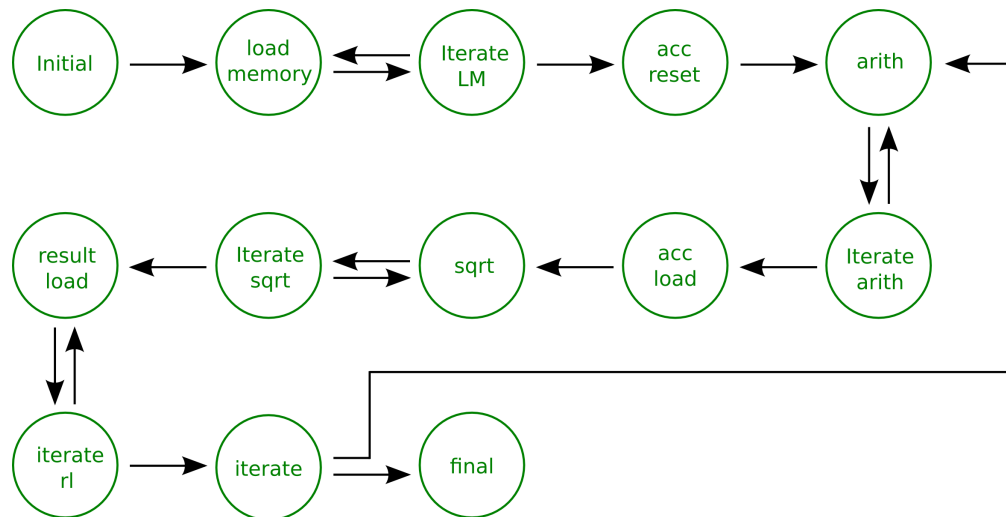 Initial
load
memory
Iterate
LM
acc
reset
arith
result
load
Iterate
sqrt
sqrt
acc
load
Iterate
arith
iterate
rl
iterate
final